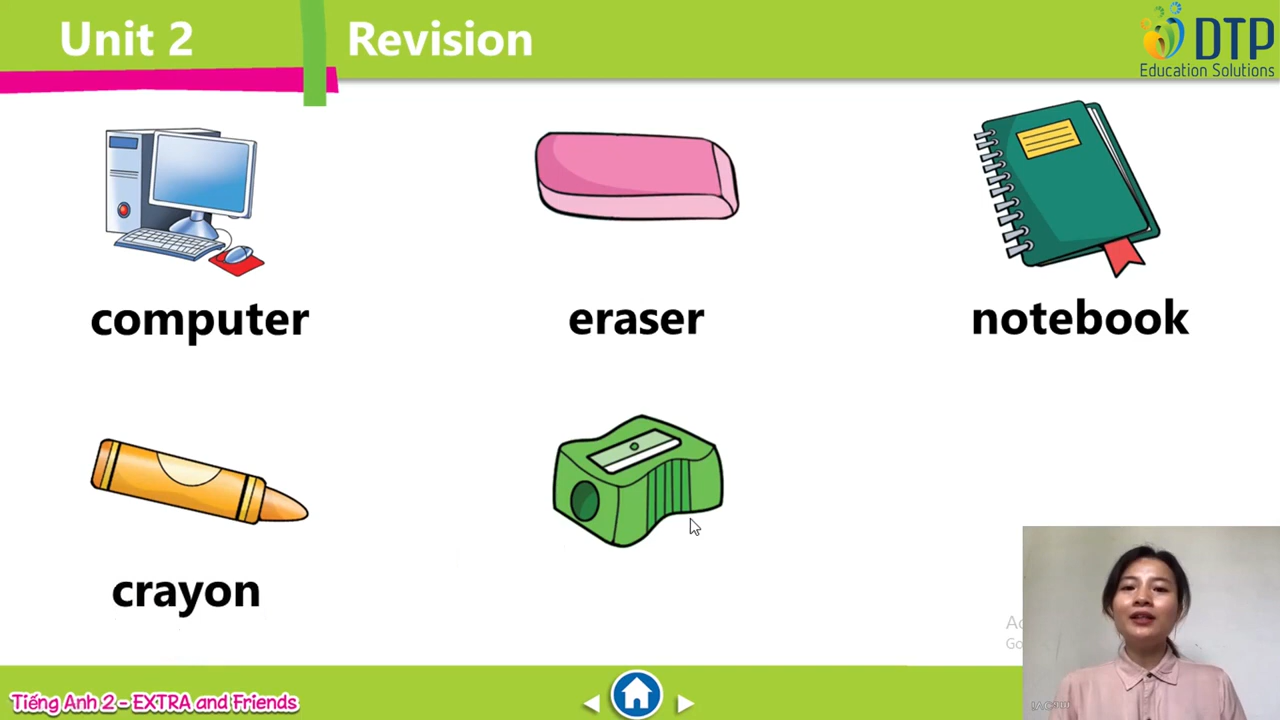 Unit 2
Revision
DTP
Education Solutions
computer
eraser
notebook
crayon
Tiếng Anh 2 - EXTRA and Friends